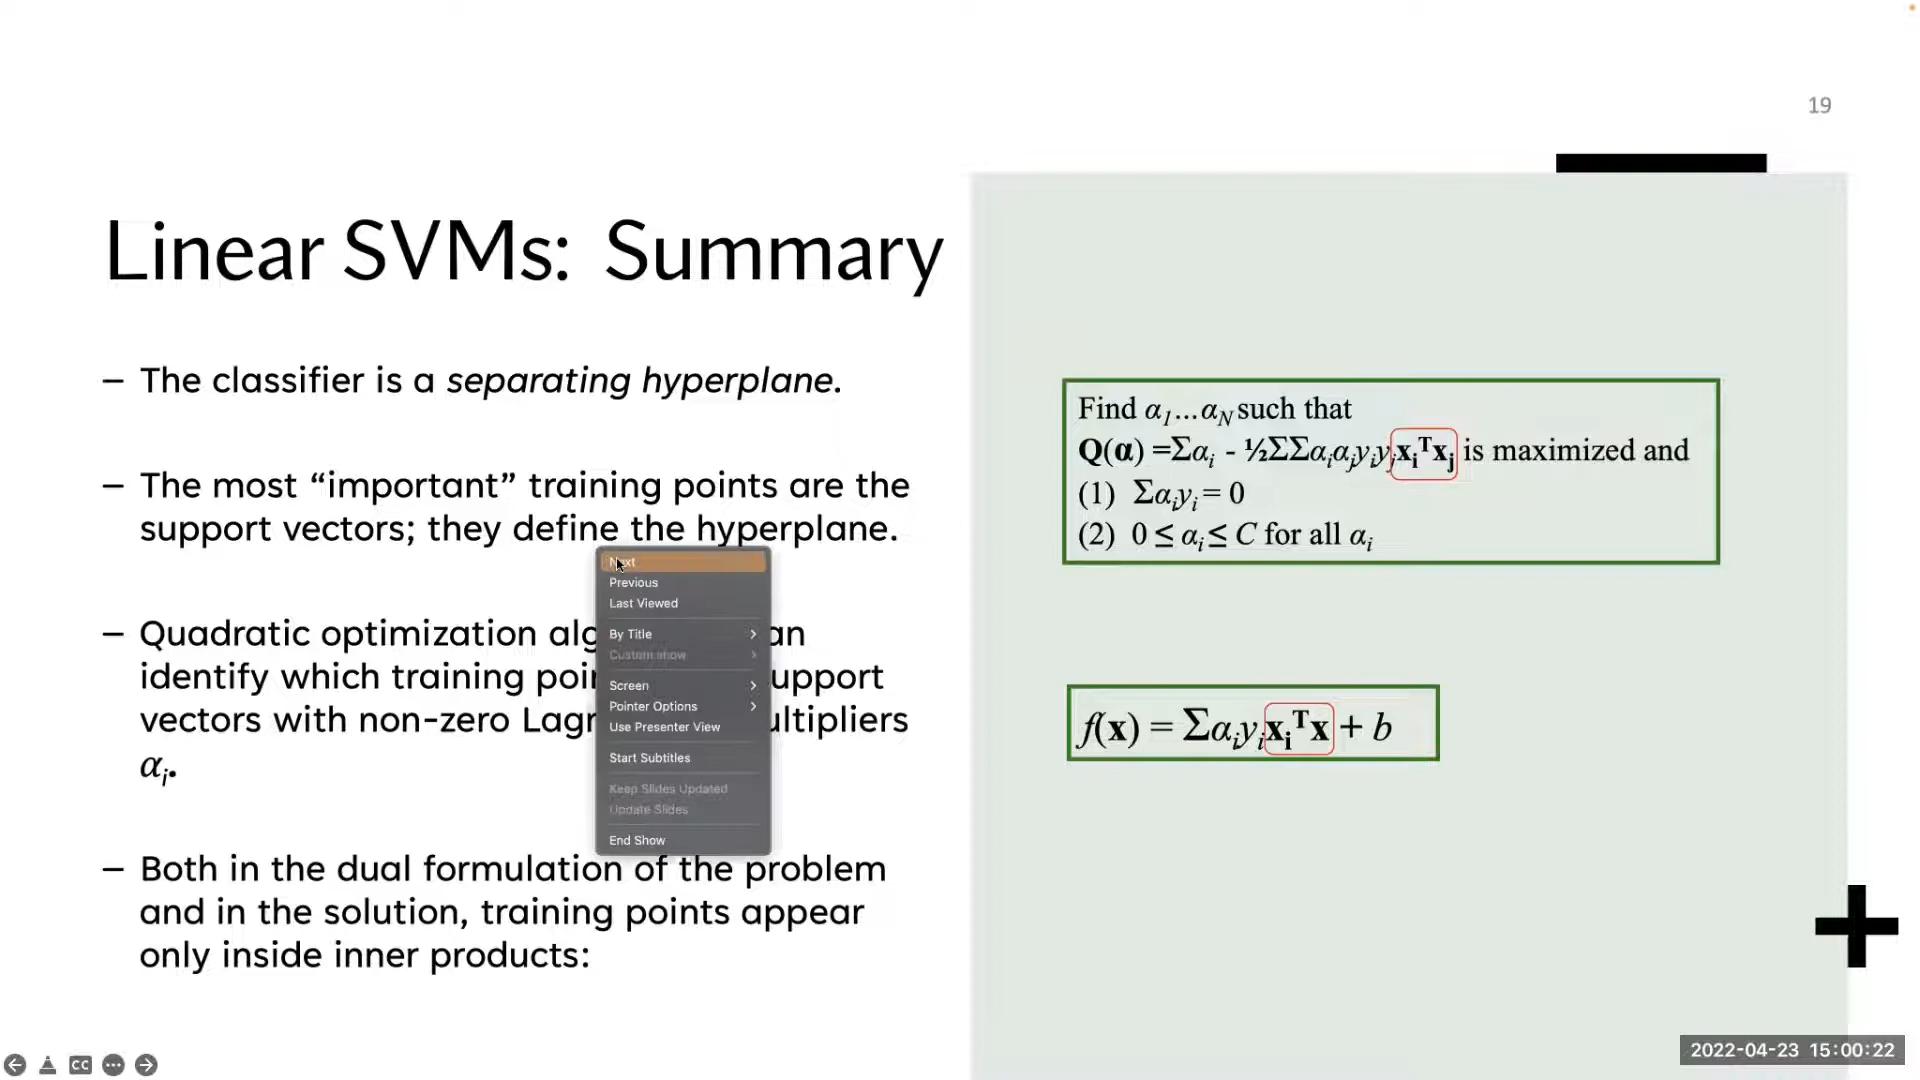 19
Linear SVMs: Summary
– The classifier is a separating hyperplane.
– The most “important” training points are the
support vectors; they define the hyperplane.
– Quadratic optimization alg an
identify which training poi upport
vectors with non-zero Lagr ltipliers
αᵢ.
– Both in the dual formulation of the problem
and in the solution, training points appear
only inside inner products:
Next
Previous
Last Viewed
By Title
Custom show
Screen
Pointer Options
Use Presenter View
Start Subtitles
Keep Slides Updated
Update Slides
End Show
Find α₁...α_N such that
Q(α) =Σαᵢ - ½ΣΣαᵢαⱼyᵢyⱼxᵢᵀxⱼ is maximized and
(1) Σαᵢyᵢ = 0
(2) 0 ≤ αᵢ ≤ C for all αᵢ
f(x) = Σαᵢyᵢxᵢᵀx + b
CC
2022-04-23 15:00:22